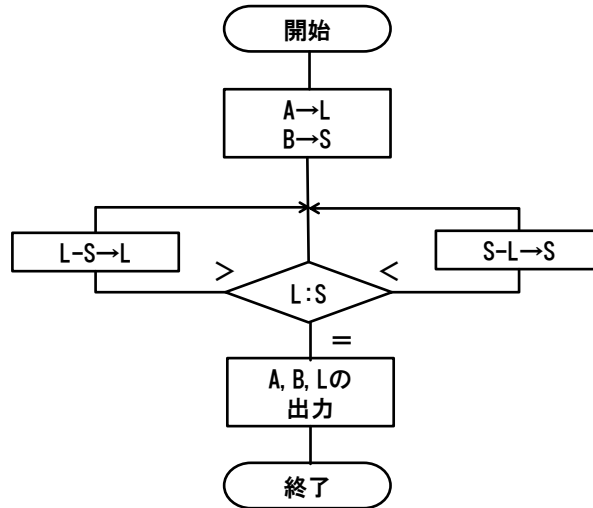 開始
A→L
B→S
L-S→L
S-L→S
>
<
L:S
=
A, B, Lの
出力
終了